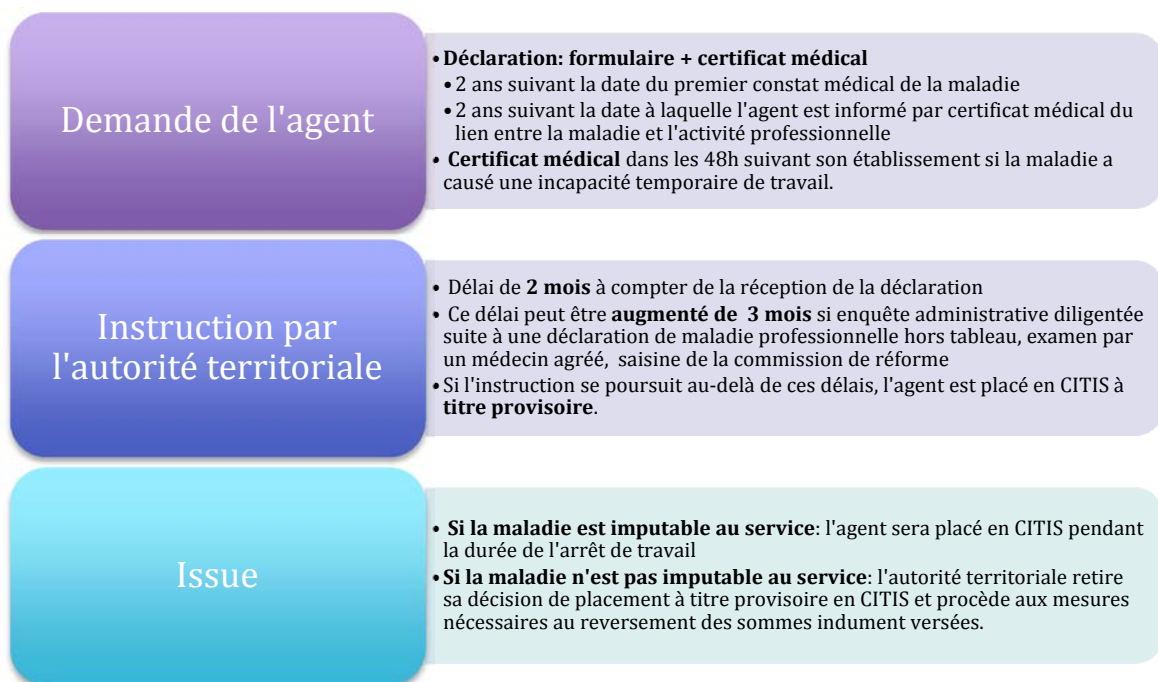 Demande de l'agent
•Déclaration: formulaire + certificat médical
•2 ans suivant la date du premier constat médical de la maladie
•2 ans suivant la date à laquelle l'agent est informé par certificat médical du
lien entre la maladie et l'activité professionnelle
• Certificat médical dans les 48h suivant son établissement si la maladie a
causé une incapacité temporaire de travail.
Instruction par
l'autorité territoriale
• Délai de 2 mois à compter de la réception de la déclaration
• Ce délai peut être augmenté de 3 mois si enquête administrative diligentée
suite à une déclaration de maladie professionnelle hors tableau, examen par
un médecin agréé, saisine de la commission de réforme
•Si l'instruction se poursuit au-delà de ces délais, l'agent est placé en CITIS à
titre provisoire.
Issue
• Si la maladie est imputable au service: l'agent sera placé en CITIS pendant
la durée de l'arrêt de travail
•Si la maladie n'est pas imputable au service: l'autorité territoriale retire
sa décision de placement à titre provisoire en CITIS et procède aux mesures
nécessaires au reversement des sommes indument versées.